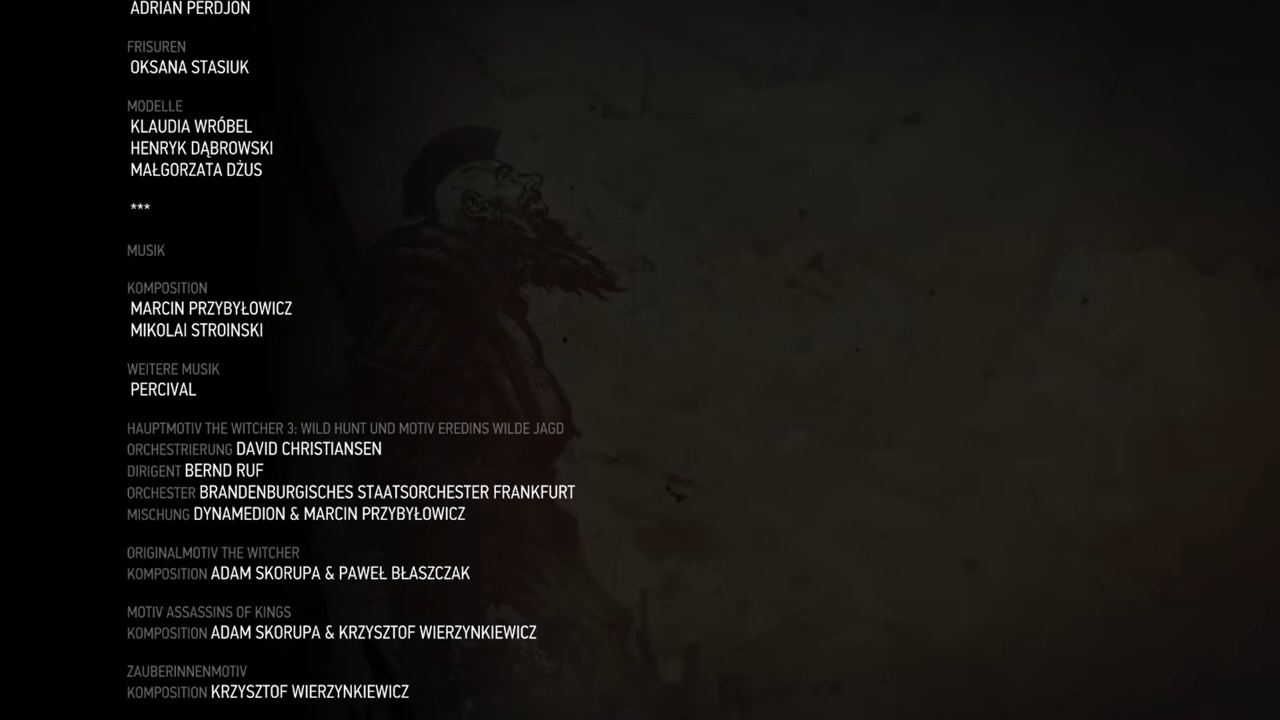 ADRIAN PERDJON
FRISUREN
OKSANA STASIUK
MODELLE
KLAUDIA WRÓBEL
HENRYK DĄBROWSKI
MAŁGORZATA DŻUS
***
MUSIK
KOMPOSITION
MARCIN PRZYBYŁOWICZ
MIKOLAI STROINSKI
WEITERE MUSIK
PERCIVAL
HAUPTMOTIV THE WITCHER 3: WILD HUNT UND MOTIV EREDINS WILDE JAGD
ORCHESTRIERUNG DAVID CHRISTIANSEN
DIRIGENT BERND RUF
ORCHESTER BRANDENBURGISCHES STAATSORCHESTER FRANKFURT
MISCHUNG DYNAMEDION & MARCIN PRZYBYŁOWICZ
ORIGINALMOTIV THE WITCHER
KOMPOSITION ADAM SKORUPA & PAWEŁ BŁASZCZAK
MOTIV ASSASSINS OF KINGS
KOMPOSITION ADAM SKORUPA & KRZYSZTOF WIERZYNKIEWICZ
ZAUBERINNENMOTIV
KOMPOSITION KRZYSZTOF WIERZYNKIEWICZ